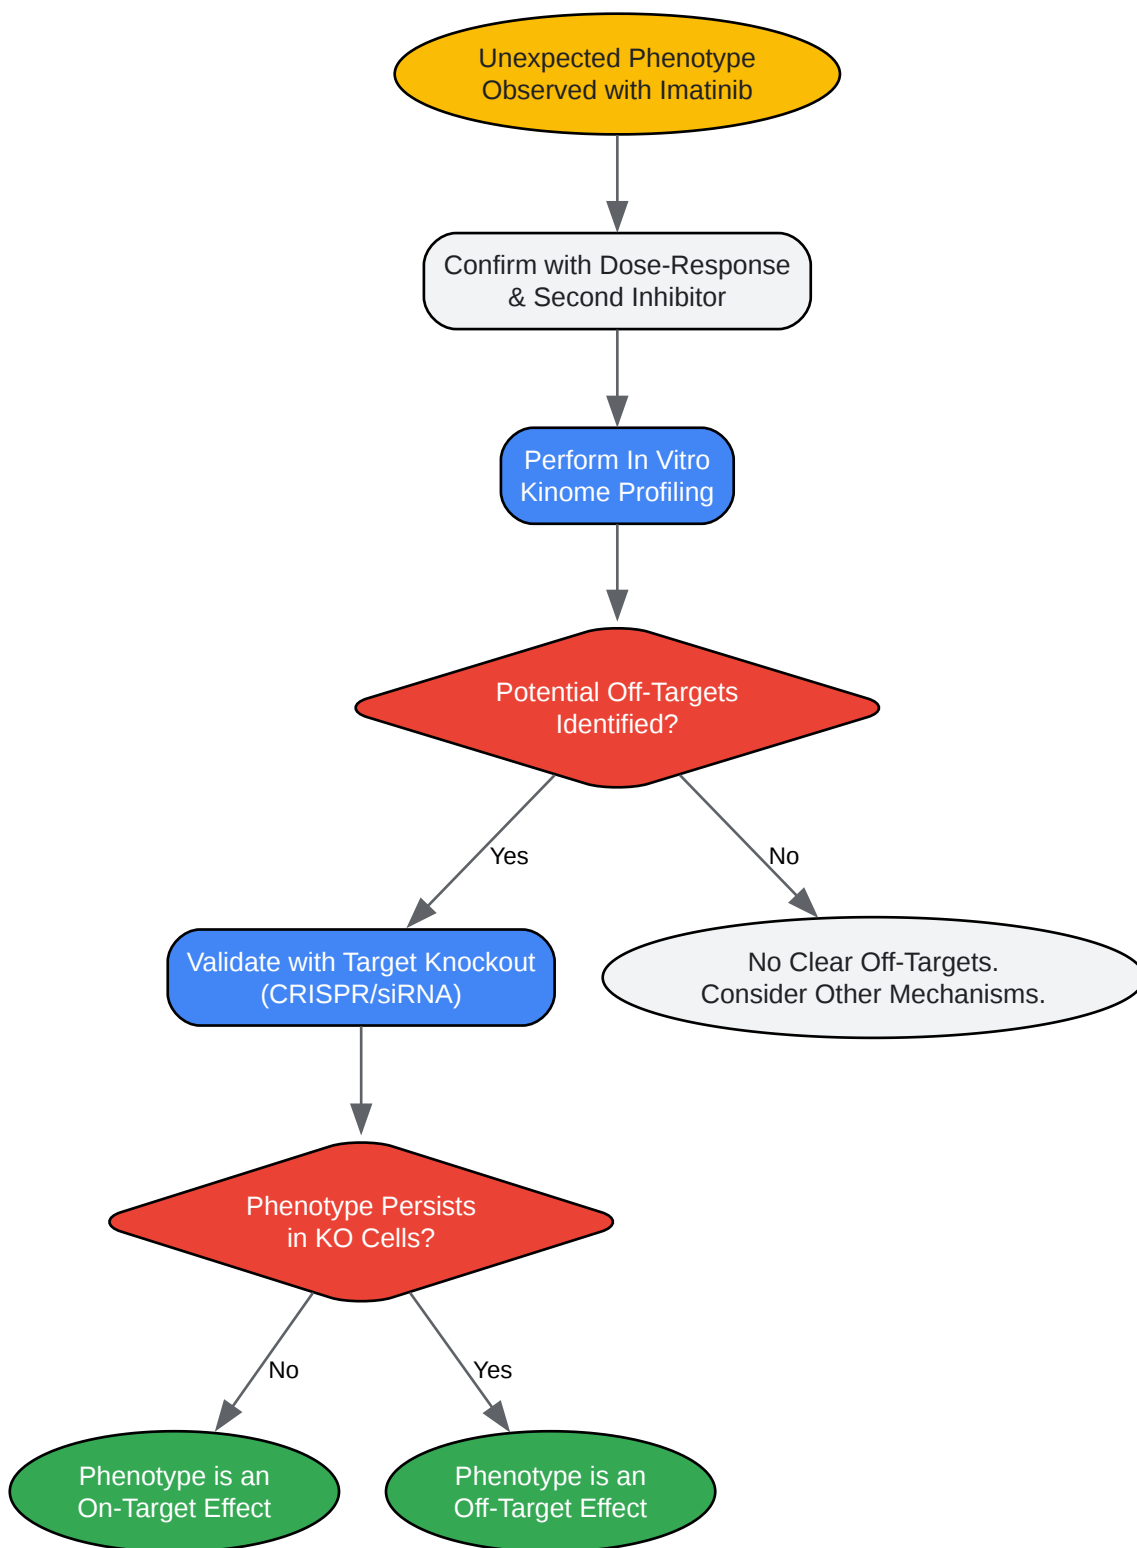 Unexpected Phenotype
Observed with Imatinib
Confirm with Dose-Response
& Second Inhibitor
Perform In Vitro
Kinome Profiling
Potential Off-Targets
Identified?
Yes
No
Validate with Target Knockout
(CRISPR/siRNA)
No Clear Off-Targets.
Consider Other Mechanisms.
Phenotype Persists
in KO Cells?
No
Yes
Phenotype is an
On-Target Effect
Phenotype is an
Off-Target Effect